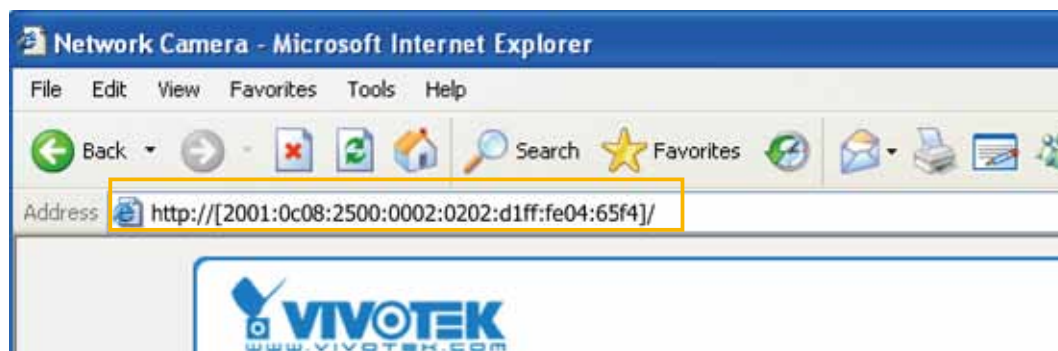 Network Camera - Microsoft Internet Explorer
File Edit View Favorites Tools Help
Back Search Favorites
Address http://[2001:0c08:2500:0002:0202:d1ff:fe04:65f4]/
VIVOTEK
WWW.VIVOTEK.COM